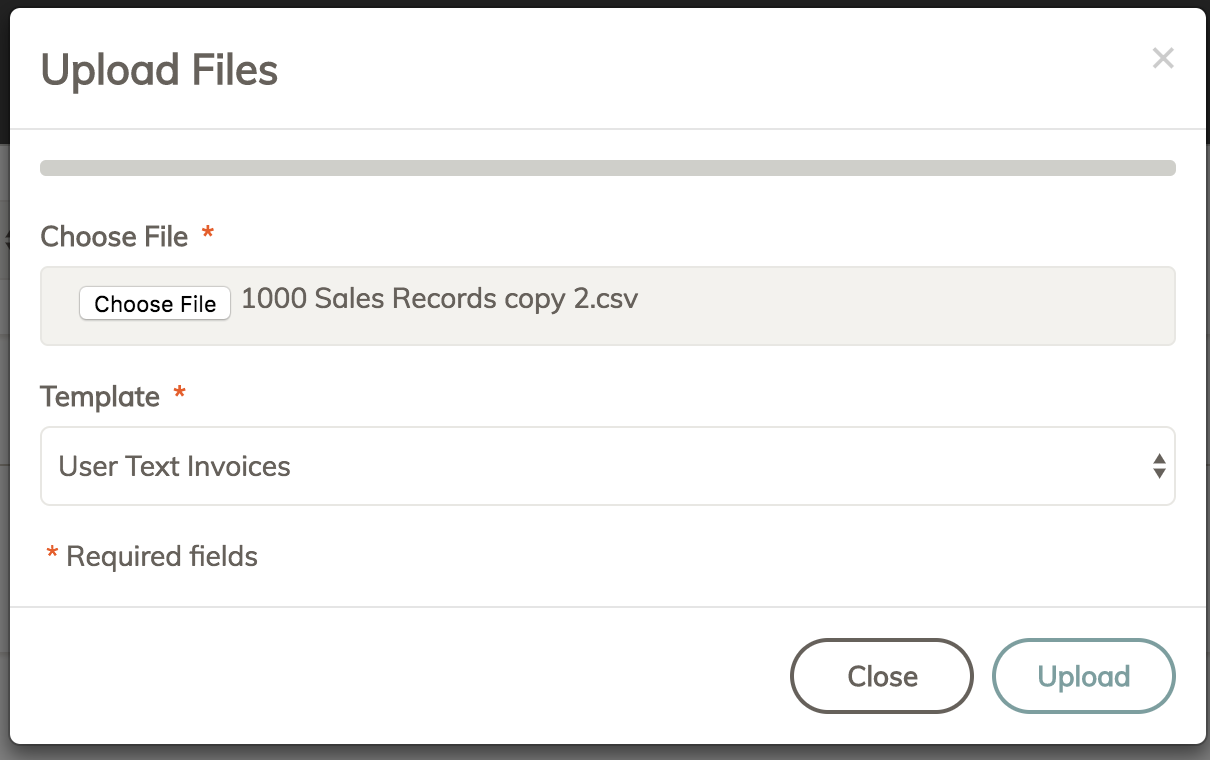 Upload Files
×
Choose File *
Choose File 1000 Sales Records copy 2.csv
Template *
User Text Invoices
* Required fields
Close Upload